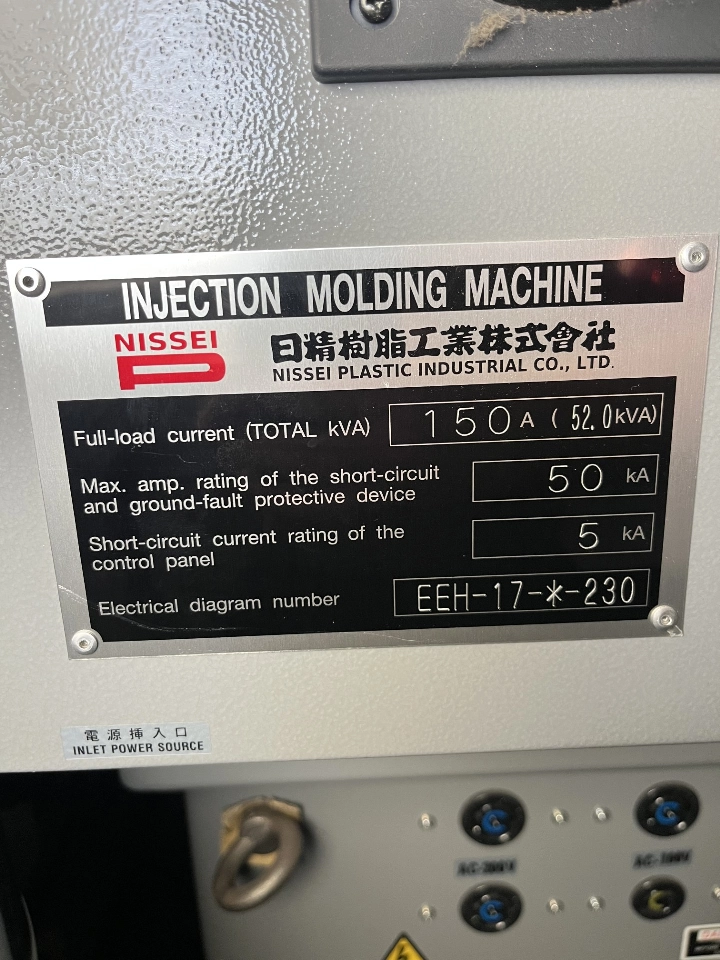 INJECTION MOLDING MACHINE
NISSEI
日精樹脂工業株式會社
NISSEI PLASTIC INDUSTRIAL CO., LTD.
Full-load current (TOTAL kVA) 150 A ( 52.0kVA)
Max. amp. rating of the short-circuit
and ground-fault protective device 50 kA
Short-circuit current rating of the
control panel 5 kA
Electrical diagram number EEH-17-*-230
電源挿入口
INLET POWER SOURCE